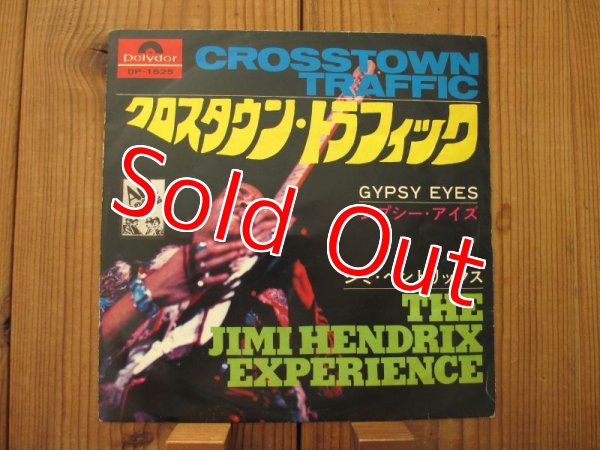 Polydor
DP-1625
CROSSTOWN
TRAFFIC
クロスタウン・トラフィック
GYPSY EYES
プシー・アイズ
Sold Out
ジミ・ヘンドリックス
THE
JIMI HENDRIX
EXPERIENCE